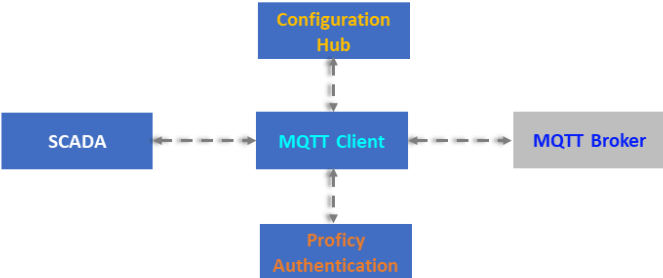 Configuration
Hub
SCADA
MQTT Client
MQTT Broker
Proficy
Authentication